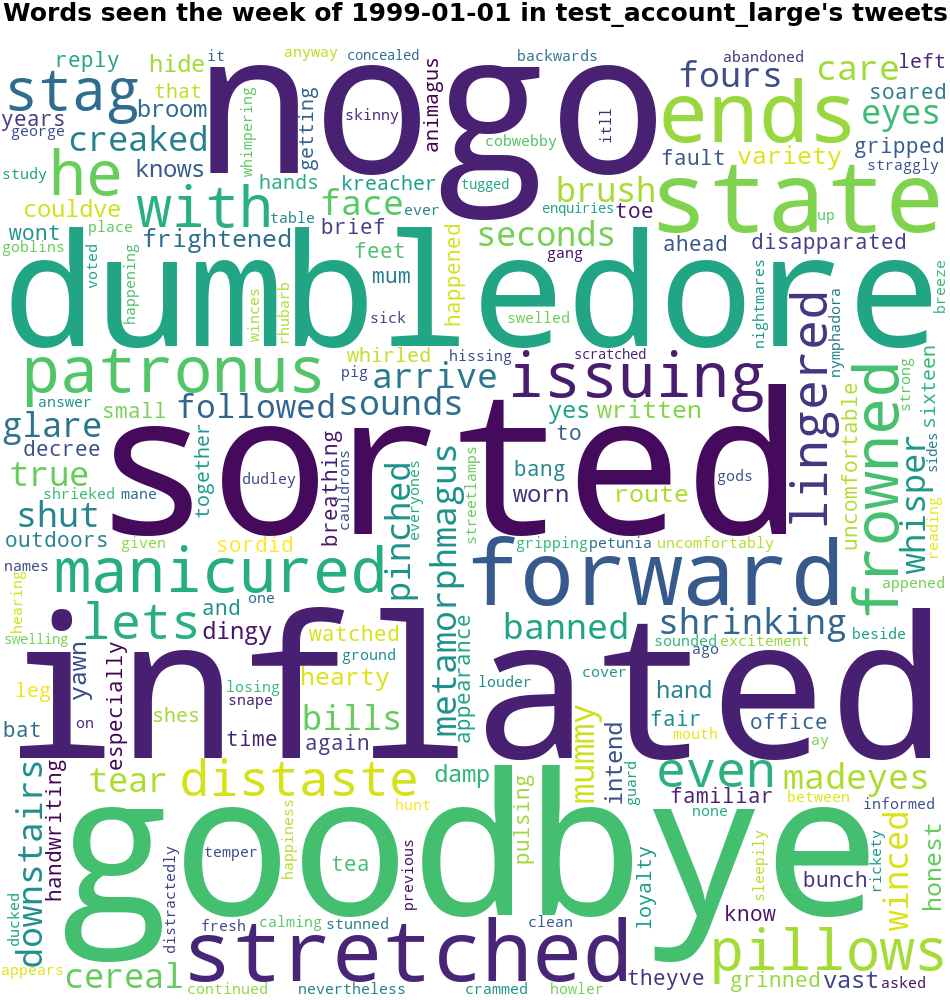 Words seen the week of 1999-01-01 in test_account_large's tweets
reply
hide
it
anyway
concealed
backwards
abandoned
left
nogo
stag
that
broom
years
george
creaked
whimpering
getting
skinny
animagus
cobwebby
itll
ends
fours
care
soared
eyes
fault
variety
gripped
straggly
study
he
knows
hands
kreacher
tugged
brush
state
couldve
with
table
face
ever
enquiries
toe
up
place
wont
goblins
frightened
brief
feet
seconds
gang
ahead
disapparated
voted
happening
dumbledore
winces
rhubarb
mum
sick
happened
swelled
nightmares
nymphadora
breeze
patronus
whirled
hissing
scratched
pig
arrive
issuing
lingered
frowned
strong
sixteen
answer
small
followed
sounds
yes
written
uncomfortable
glare
decree
together
sorted
to
true
dudley
breathing
cauldrons
bang
worn
route
gods
whisper
sides
shrieked
mane
shut
outdoors
given
sordid
pinched
everyones
metamorphmagus
streetlamps
gripping
petunia
uncomfortably
reading
names
hearing
manicured
forward
appened
lets
and
one
dingy
watched
banned
shrinking
beside
swelling
inflated
yawn
especially
ground
appearance
sounded
excitement
ago
leg
losing
snape
hearty
louder
cover
hand
bat
on
shes
time
bills
again
fair
mouth
office
ay
downstairs
handwriting
tear
distaste
damp
pulsing
mummy
intend
guard
even
familiar
none
madeyes
between
informed
goodbye
happiness
hunt
temper
tea
previous
loyalty
sleepily
bunch
rickety
winced
honest
ducked
distractedly
fresh
calming
stunned
clean
know
appears
cereal
stretched
theyve
pillows
continued
nevertheless
crammed
howler
grinned
vast
asked